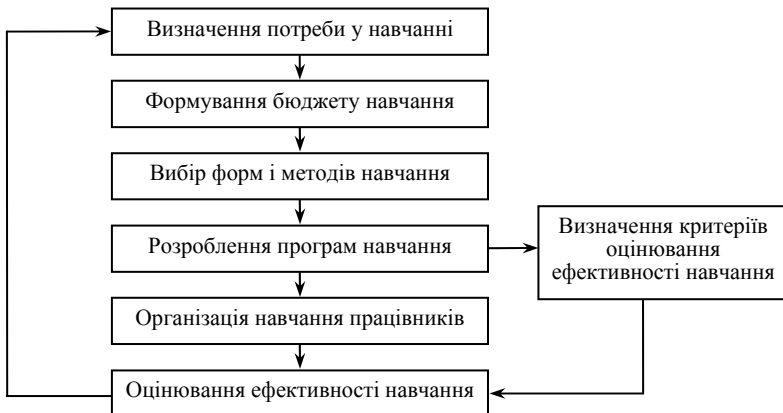 Визначення потреби у навчанні
Формування бюджету навчання
Вибір форм і методів навчання
Розроблення програм навчання
Визначення критеріїв
оцінювання
ефективності навчання
Організація навчання працівників
Оцінювання ефективності навчання